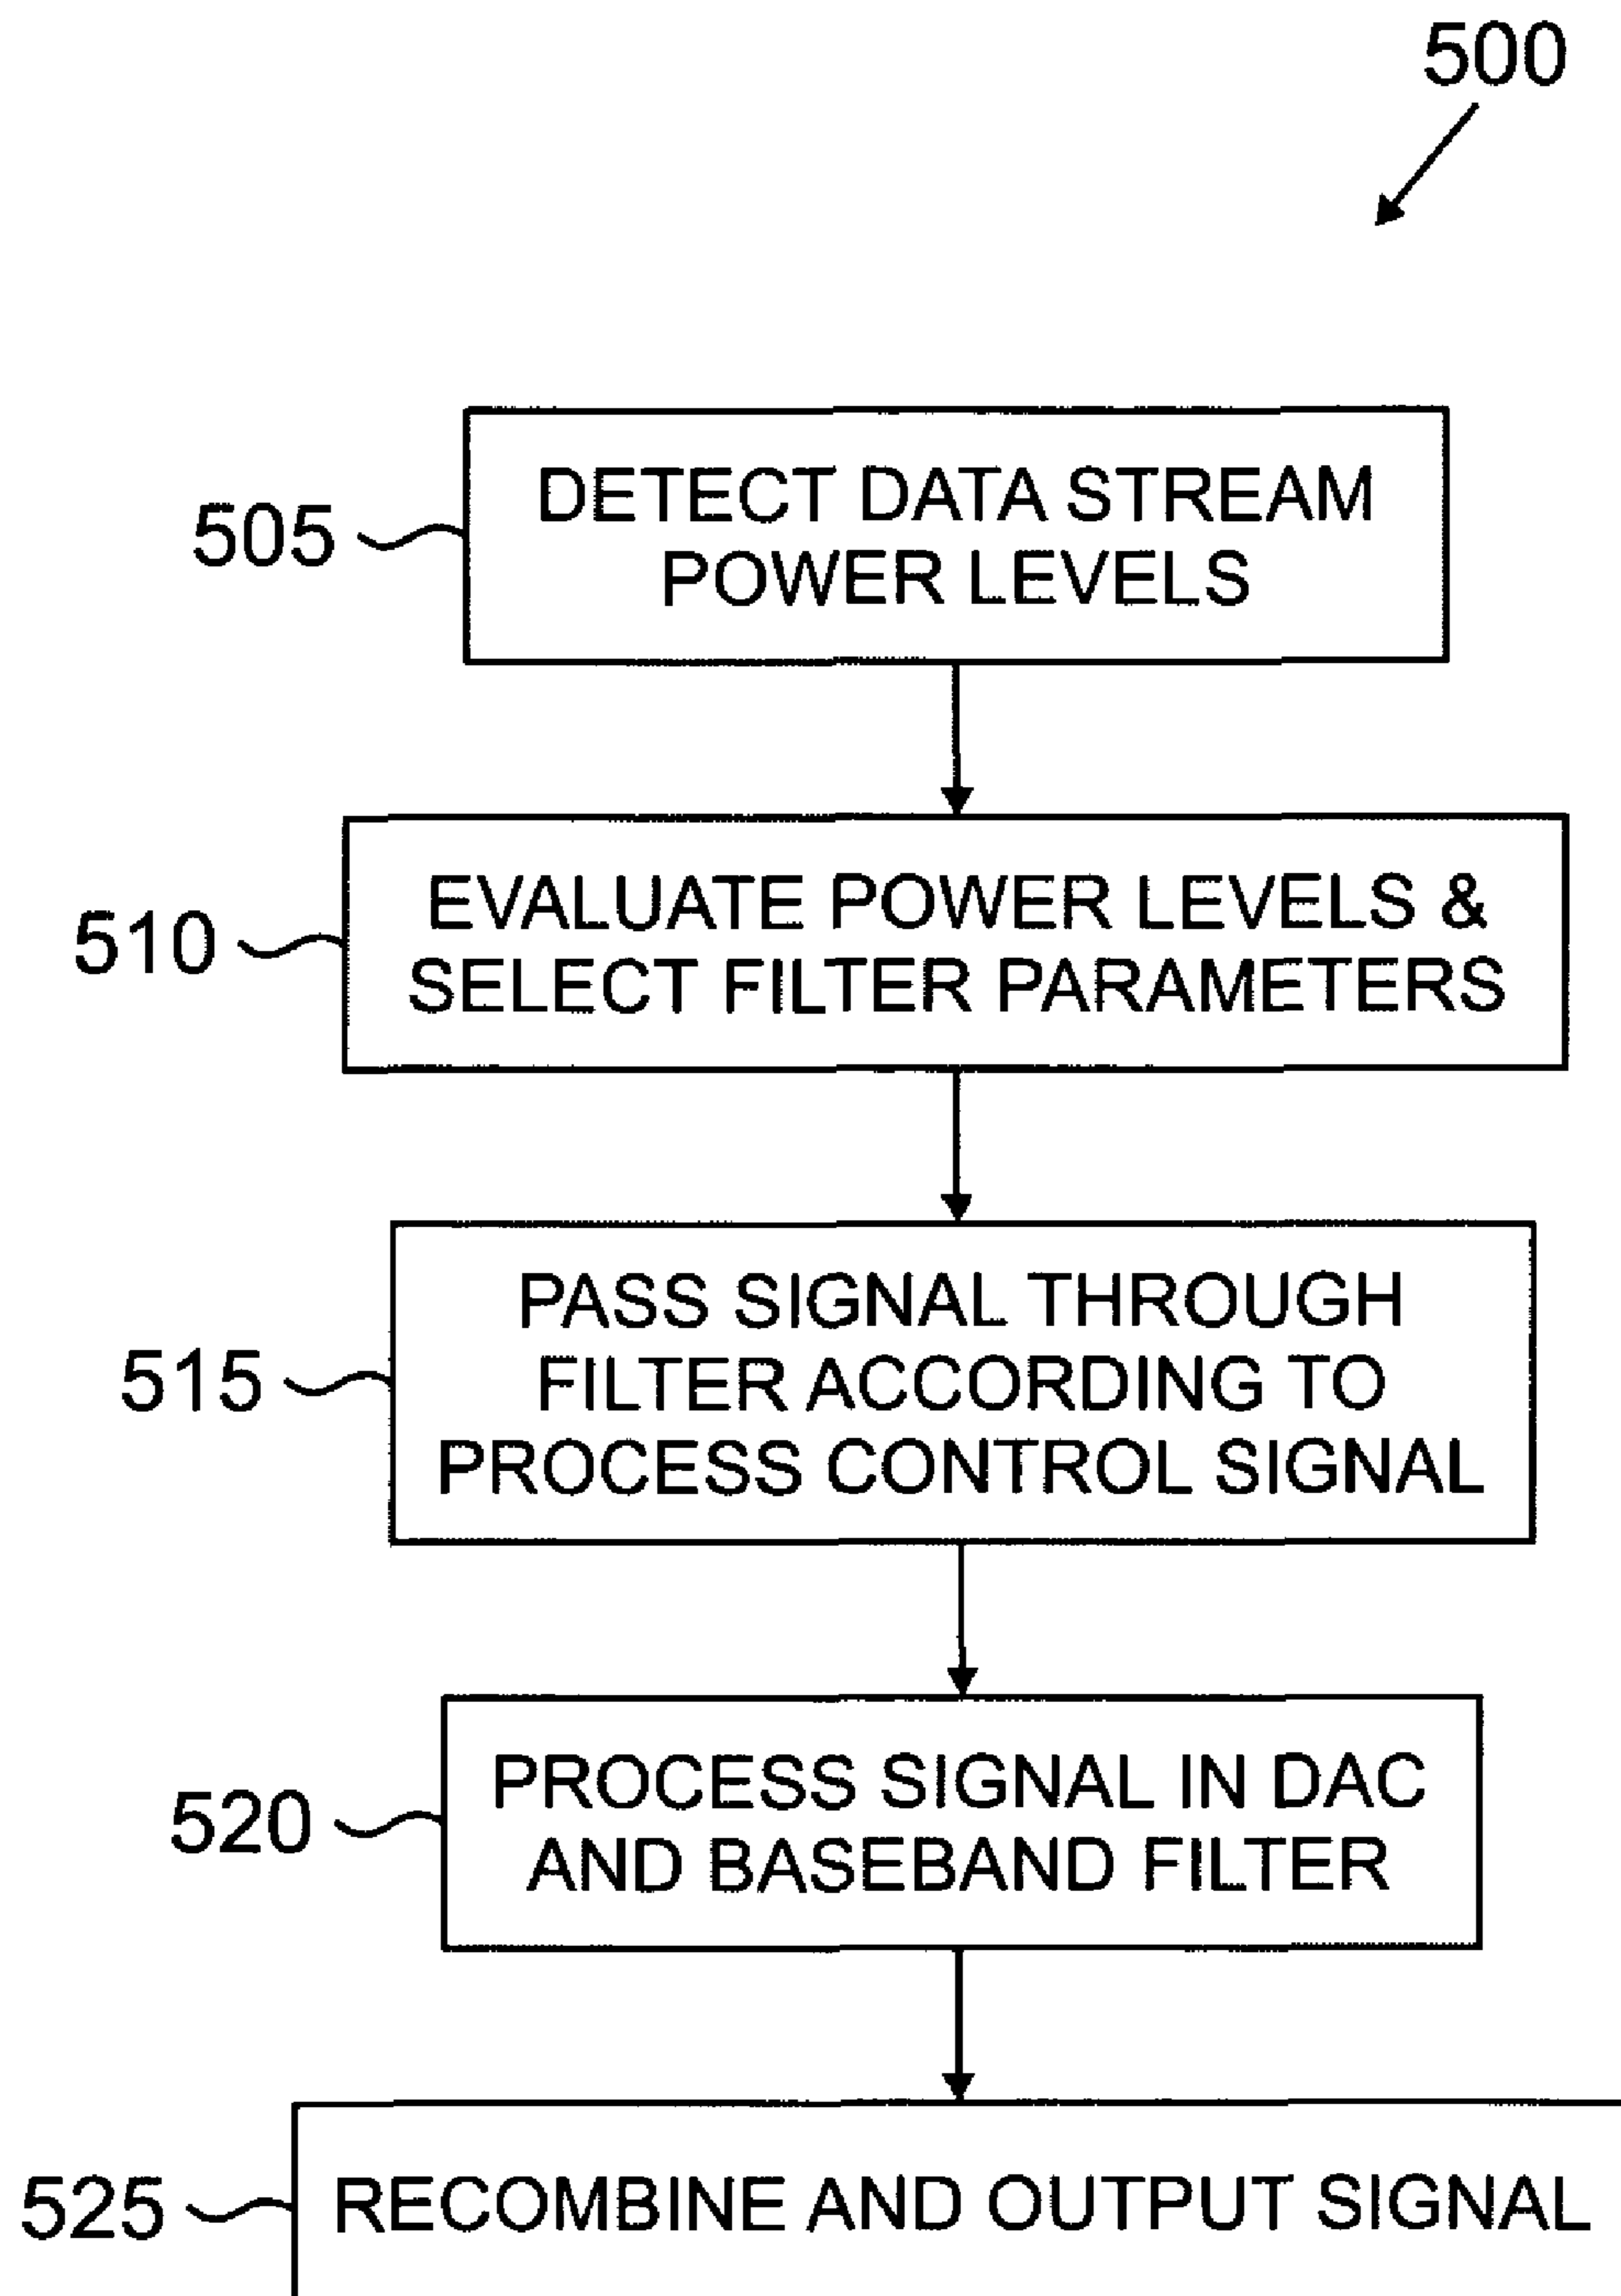 500
505
DETECT DATA STREAM
POWER LEVELS
510
EVALUATE POWER LEVELS &
SELECT FILTER PARAMETERS
515
PASS SIGNAL THROUGH
FILTER ACCORDING TO
PROCESS CONTROL SIGNAL
520
PROCESS SIGNAL IN DAC
AND BASEBAND FILTER
525
RECOMBINE AND OUTPUT SIGNAL